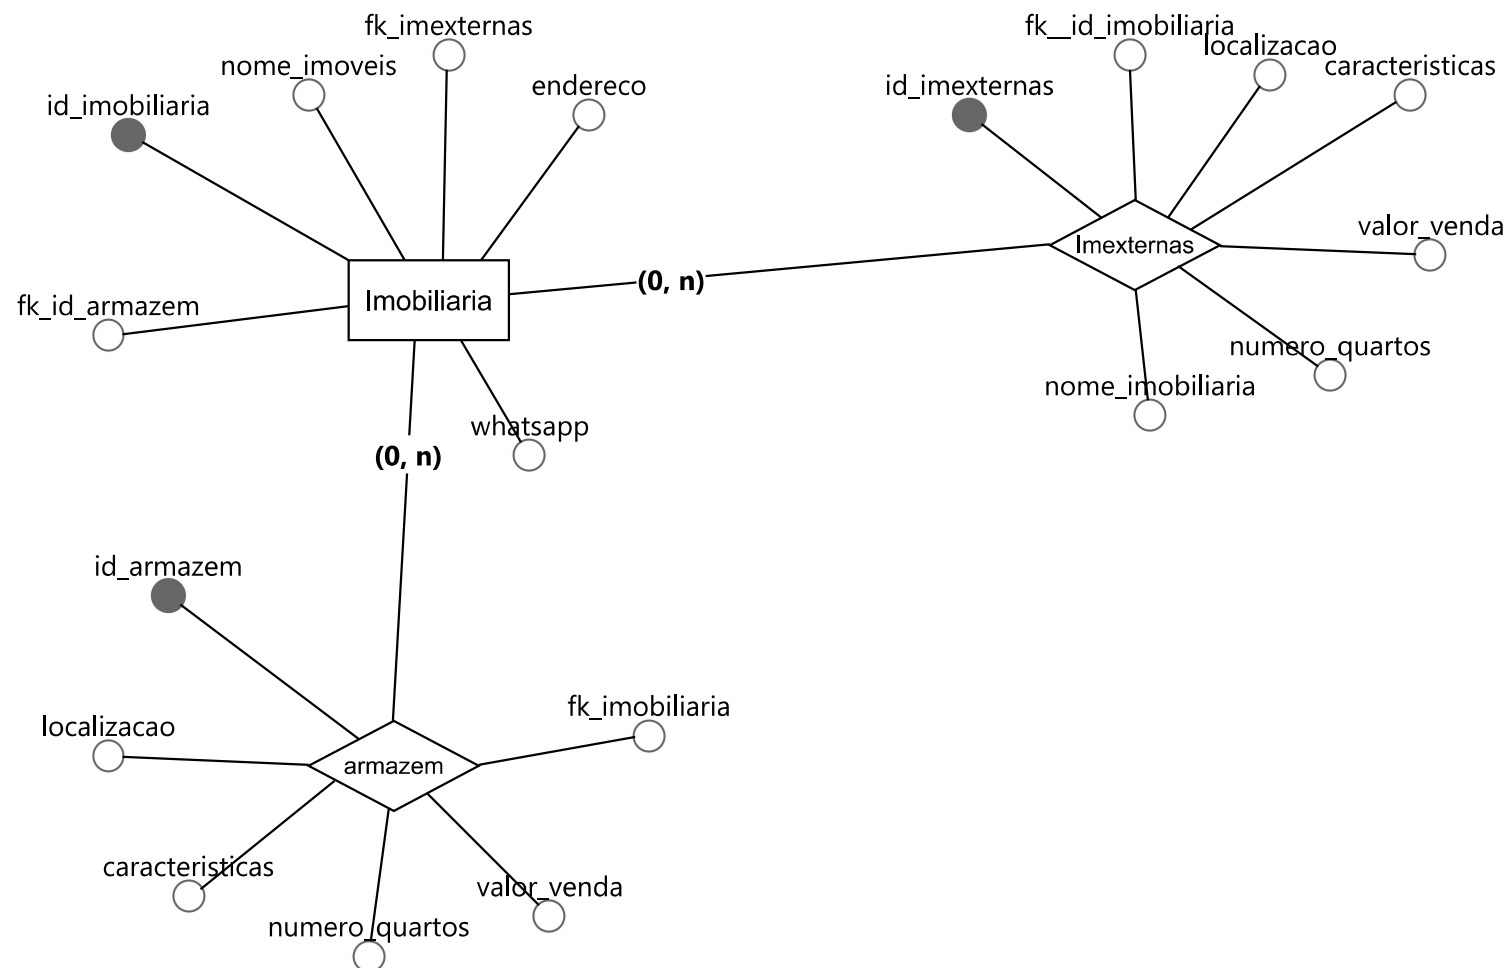 fk_imexternas
fk__id_imobiliaria
localizacao
nome_imoveis
caracteristicas
endereco
id_imexternas
id_imobiliaria
valor_venda
Imexternas
(0, n)
fk_id_armazem
Imobiliaria
numero_quartos
nome_imobiliaria
whatsapp
(0, n)
id_armazem
fk_imobiliaria
localizacao
armazem
caracteristicas
valor_venda
numero_quartos